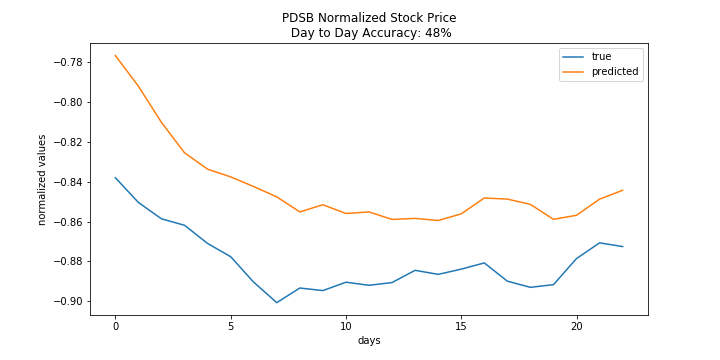 PDSB Normalized Stock Price
Day to Day Accuracy: 48%
true
predicted
normalized values
−0.78
−0.80
−0.82
−0.84
−0.86
−0.88
−0.90
0
5
10
15
20
days